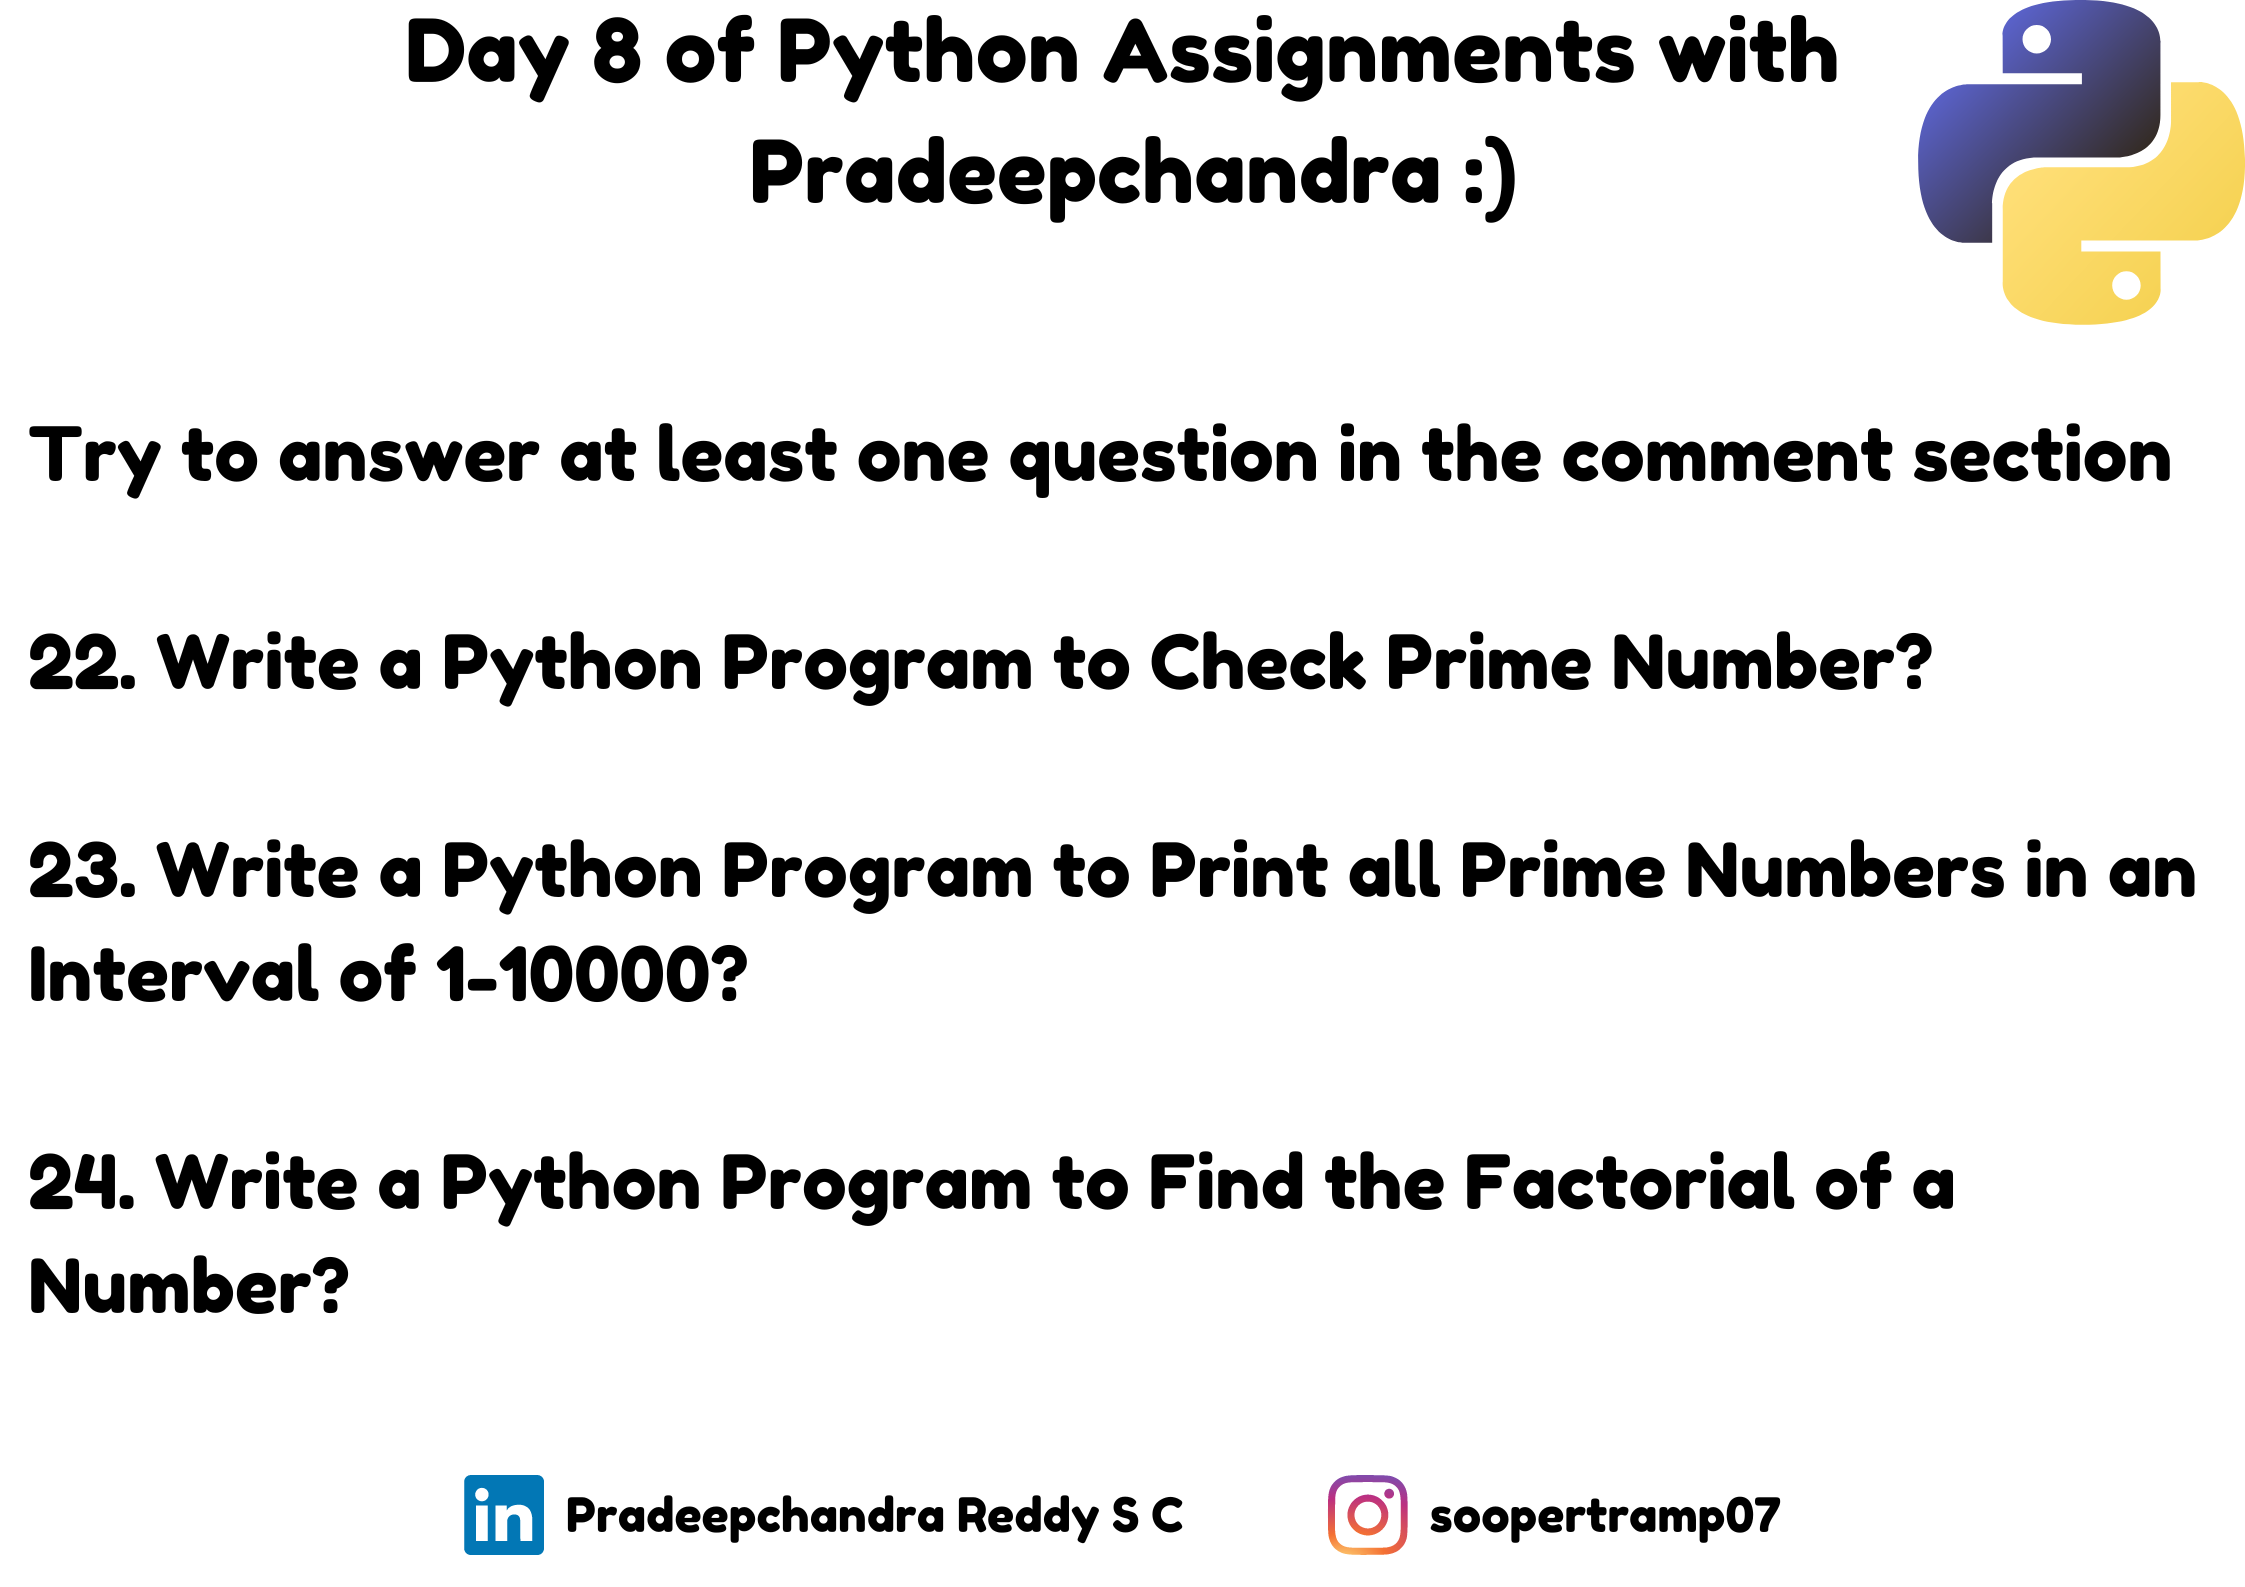 Day 8 of Python Assignments with
Pradeepchandra :)
Try to answer at least one question in the comment section
22. Write a Python Program to Check Prime Number?
23. Write a Python Program to Print all Prime Numbers in an
Interval of 1-10000?
24. Write a Python Program to Find the Factorial of a
Number?
in Pradeepchandra Reddy S C
soopertramp07